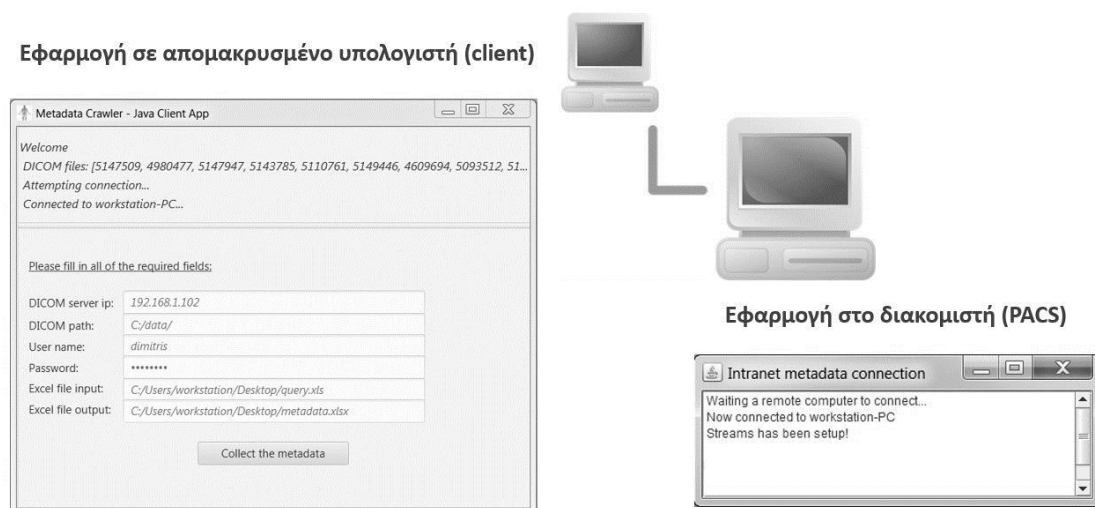 Εφαρμογή σε απομακρυσμένο υπολογιστή (client)
Metadata Crawler - Java Client App
Welcome
DICOM files: [5147509, 4980477, 5147947, 5143785, 5110761, 5149446, 4609694, 5093512, 51...
Attempting connection...
Connected to workstation-PC...
Please fill in all of the required fields:
DICOM server ip: 192.168.1.102
DICOM path: C:/data/
User name: dimitris
Password: ••••••••
Excel file input: C:/Users/workstation/Desktop/query.xls
Excel file output: C:/Users/workstation/Desktop/metadata.xlsx
Collect the metadata
Εφαρμογή στο διακομιστή (PACS)
Intranet metadata connection
Waiting a remote computer to connect...
Now connected to workstation-PC
Streams has been setup!